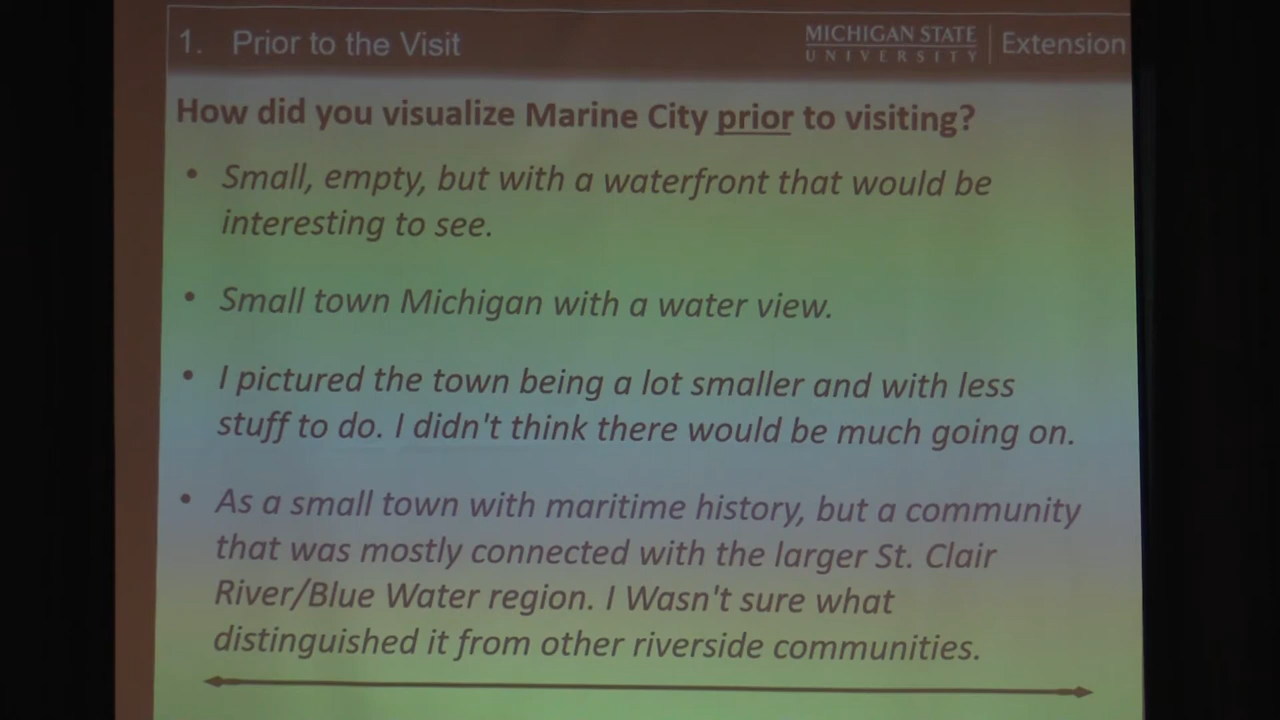 1. Prior to the Visit
MICHIGAN STATE
UNIVERSITY
Extension
How did you visualize Marine City prior to visiting?
• Small, empty, but with a waterfront that would be
interesting to see.
• Small town Michigan with a water view.
• I pictured the town being a lot smaller and with less
stuff to do. I didn't think there would be much going on.
• As a small town with maritime history, but a community
that was mostly connected with the larger St. Clair
River/Blue Water region. I Wasn't sure what
distinguished it from other riverside communities.